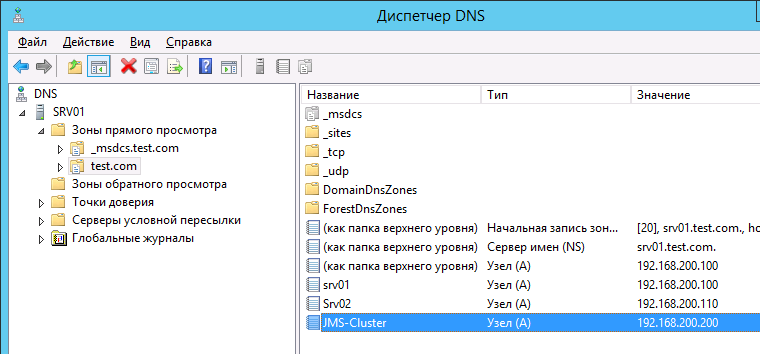 Диспетчер DNS
Файл Действие Вид Справка
DNS
SRV01
Зоны прямого просмотра
_msdcs.test.com
test.com
Зоны обратного просмотра
Точки доверия
Серверы условной пересылки
Глобальные журналы
Название Тип Значение
_msdcs
_sites
_tcp
_udp
DomainDnsZones
ForestDnsZones
(как папка верхнего уровня) Начальная запись зон... [20], srv01.test.com., ho
(как папка верхнего уровня) Сервер имен (NS) srv01.test.com.
(как папка верхнего уровня) Узел (A) 192.168.200.100
srv01 Узел (A) 192.168.200.100
Srv02 Узел (A) 192.168.200.110
JMS-Cluster Узел (A) 192.168.200.200